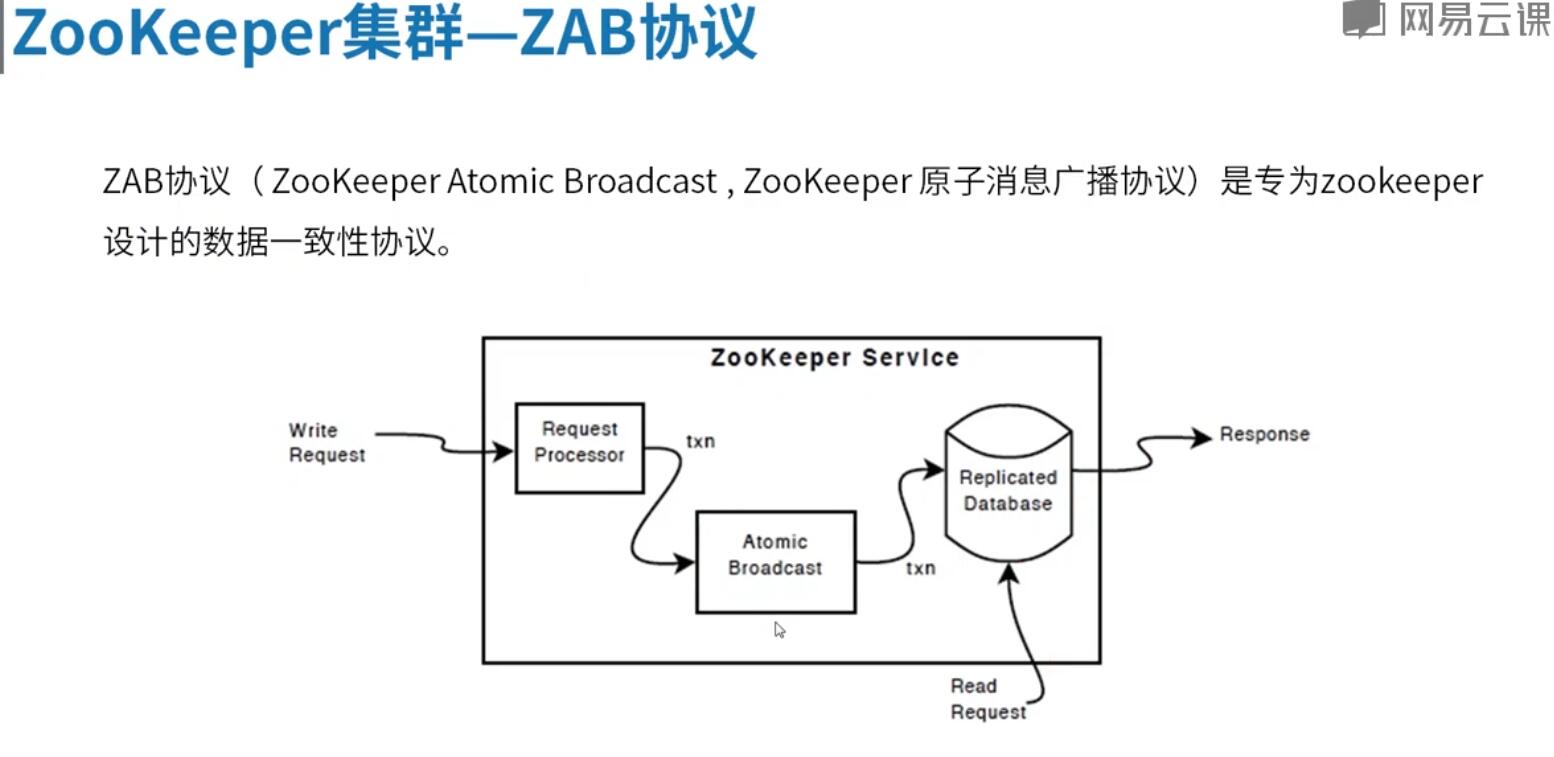 ZooKeeper集群—ZAB协议
网易云课
ZAB协议（ ZooKeeper Atomic Broadcast , ZooKeeper 原子消息广播协议）是专为zookeeper
设计的数据一致性协议。
ZooKeeper Service
Write
Request
Request
Processor
txn
Atomic
Broadcast
txn
Replicated
Database
Response
Read
Request